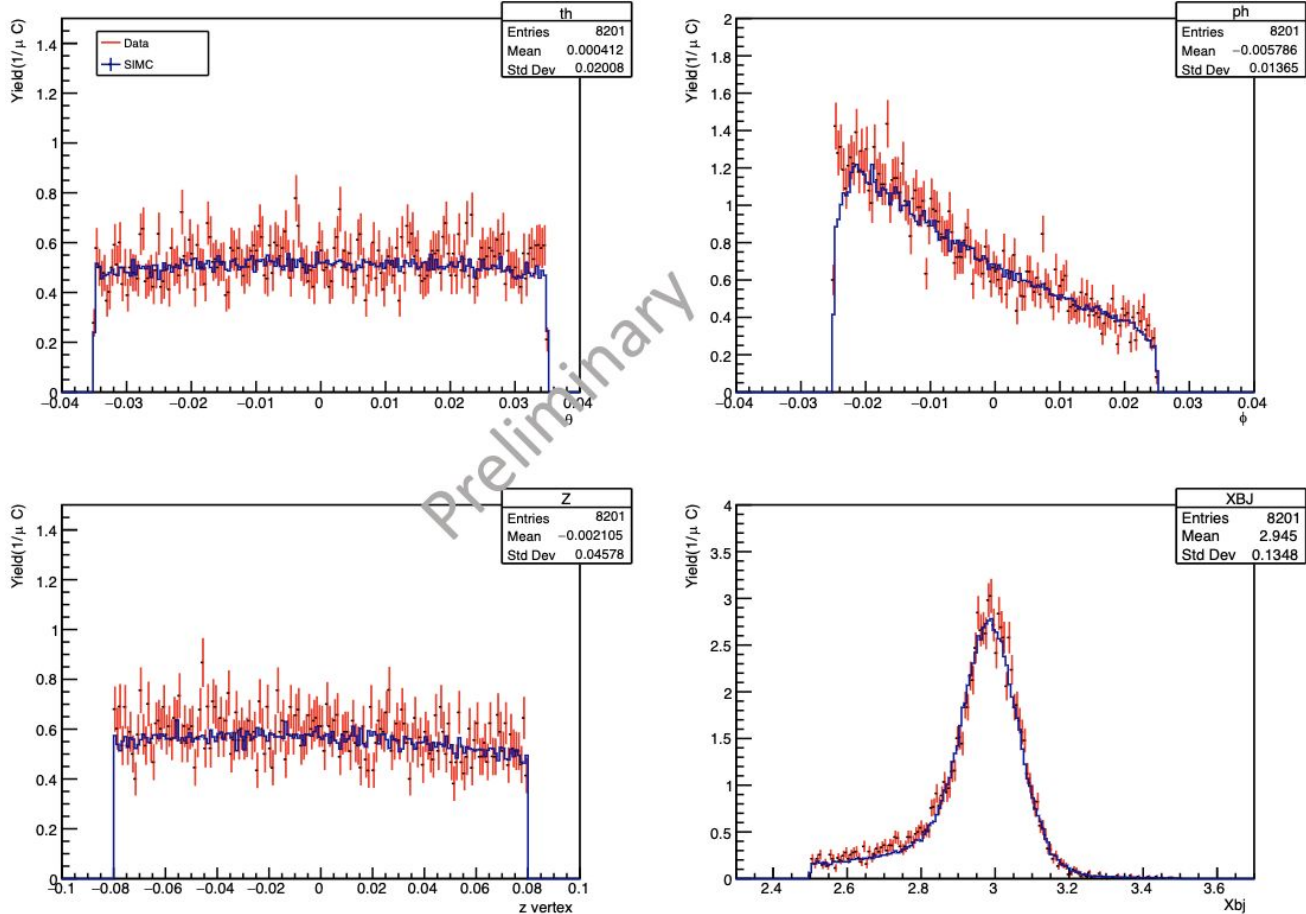 th
Entries 8201
Mean 0.000412
Std Dev 0.02008
Data
SIMC
Yield(1/μ C)
1.4
1.2
1
0.8
0.6
0.4
0.2
0
−0.04 −0.03 −0.02 −0.01 0 0.01 0.02 0.03 0.04
θ
ph
Entries 8201
Mean −0.005786
Std Dev 0.01365
Yield(1/μ C)
2
1.8
1.6
1.4
1.2
1
0.8
0.6
0.4
0.2
0
−0.04 −0.03 −0.02 −0.01 0 0.01 0.02 0.03 0.04
ϕ
Preliminary
Z
Entries 8201
Mean −0.002105
Std Dev 0.04578
Yield(1/μ C)
1.4
1.2
1
0.8
0.6
0.4
0.2
0
−0.1 −0.08 −0.06 −0.04 −0.02 0 0.02 0.04 0.06 0.08 0.1
z vertex
XBJ
Entries 8201
Mean 2.945
Std Dev 0.1348
Yield(1/μ C)
4
3.5
3
2.5
2
1.5
1
0.5
0
2.4 2.6 2.8 3 3.2 3.4 3.6
Xbj